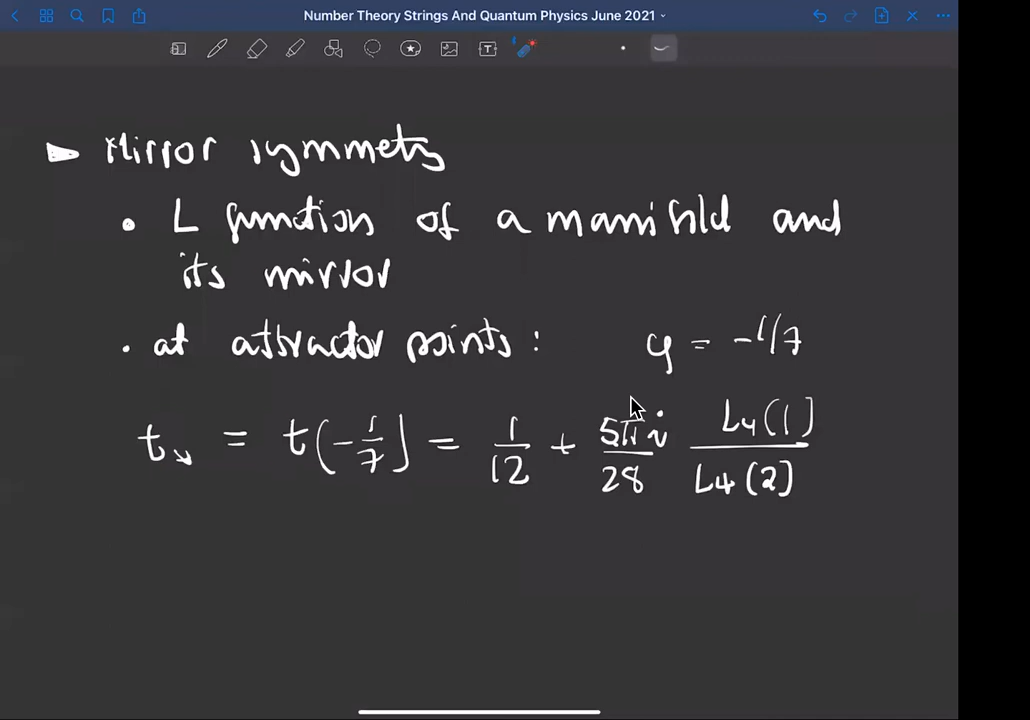 Number Theory Strings And Quantum Physics June 2021
Mirror symmetry
• L function of a manifold and
its mirror
• at attractor points : φ = -1/7
t_* = t(-1/7) = 1/12 + 5πi/28 L4(1)/L4(2)